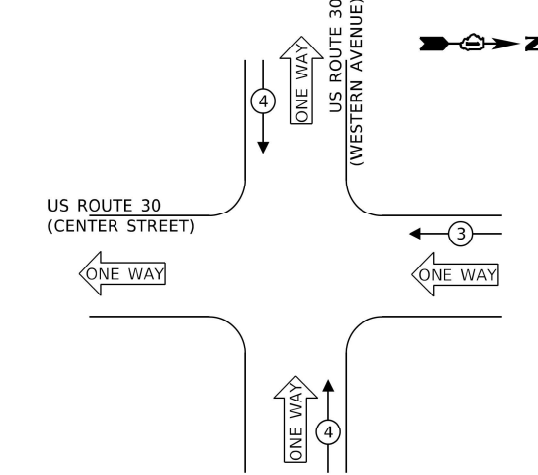 US ROUTE 30
(WESTERN AVENUE)
N
4
ONE WAY
US ROUTE 30
(CENTER STREET)
3
ONE WAY
ONE WAY
ONE WAY
4